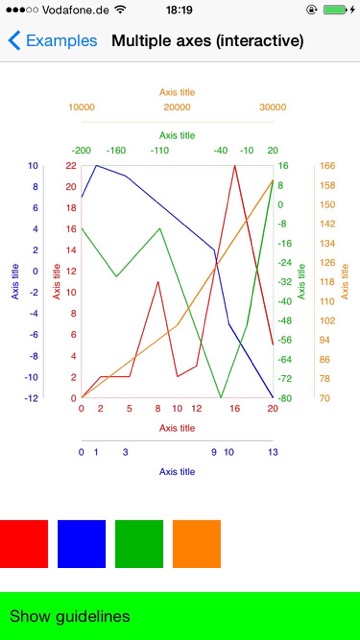 Vodafone.de 18:19
Examples Multiple axes (interactive)
Axis title
10000 20000 30000
Axis title
-200 -160 -110 -40 -10 20
10 22 16 166
8 20 8 158
6 18 0 150
4 16 -8 142
2 14 -16 134
0 12 -24 126
-2 10 -32 118
-4 8 -40 110
-6 6 -48 102
-8 4 -56 94
-10 2 -64 86
-12 0 -72 78
-80 70
Axis title
Axis title
Axis title
Axis title
0 2 5 8 10 12 16 20
Axis title
0 1 3 9 10 13
Axis title
Show guidelines